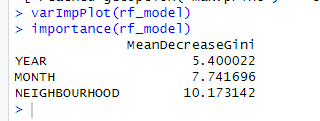 > varImpPlot(rf_model)
> importance(rf_model)
MeanDecreaseGini
YEAR 5.400022
MONTH 7.741696
NEIGHBOURHOOD 10.173142
>